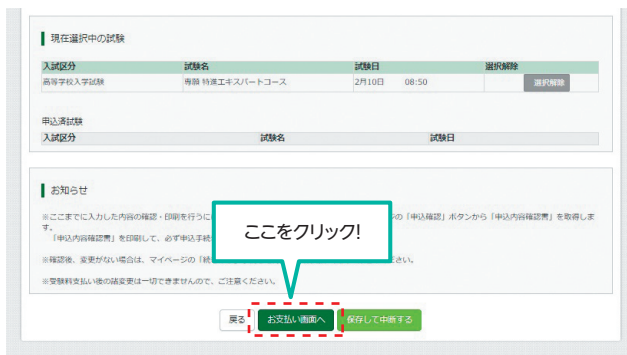 現在選択中の試験
入試区分 試験名 試験日 選択解除
高等学校入学試験 専願 特進エキスパートコース 2月10日 08:50 選択解除
申込済試験
入試区分 試験名 試験日
お知らせ
※ここまでに入力した内容の確認・印刷を行うに の「申込確認」ボタンから「申込内容確認書」を取得しま
す。
「申込内容確認書」を印刷して、必ず申込手続
ここをクリック!
※確認後、変更がない場合は、マイページの「続 ださい。
※受験料支払い後の諸変更は一切できませんので、ご注意ください。
戻る お支払い画面へ 保存して中断する